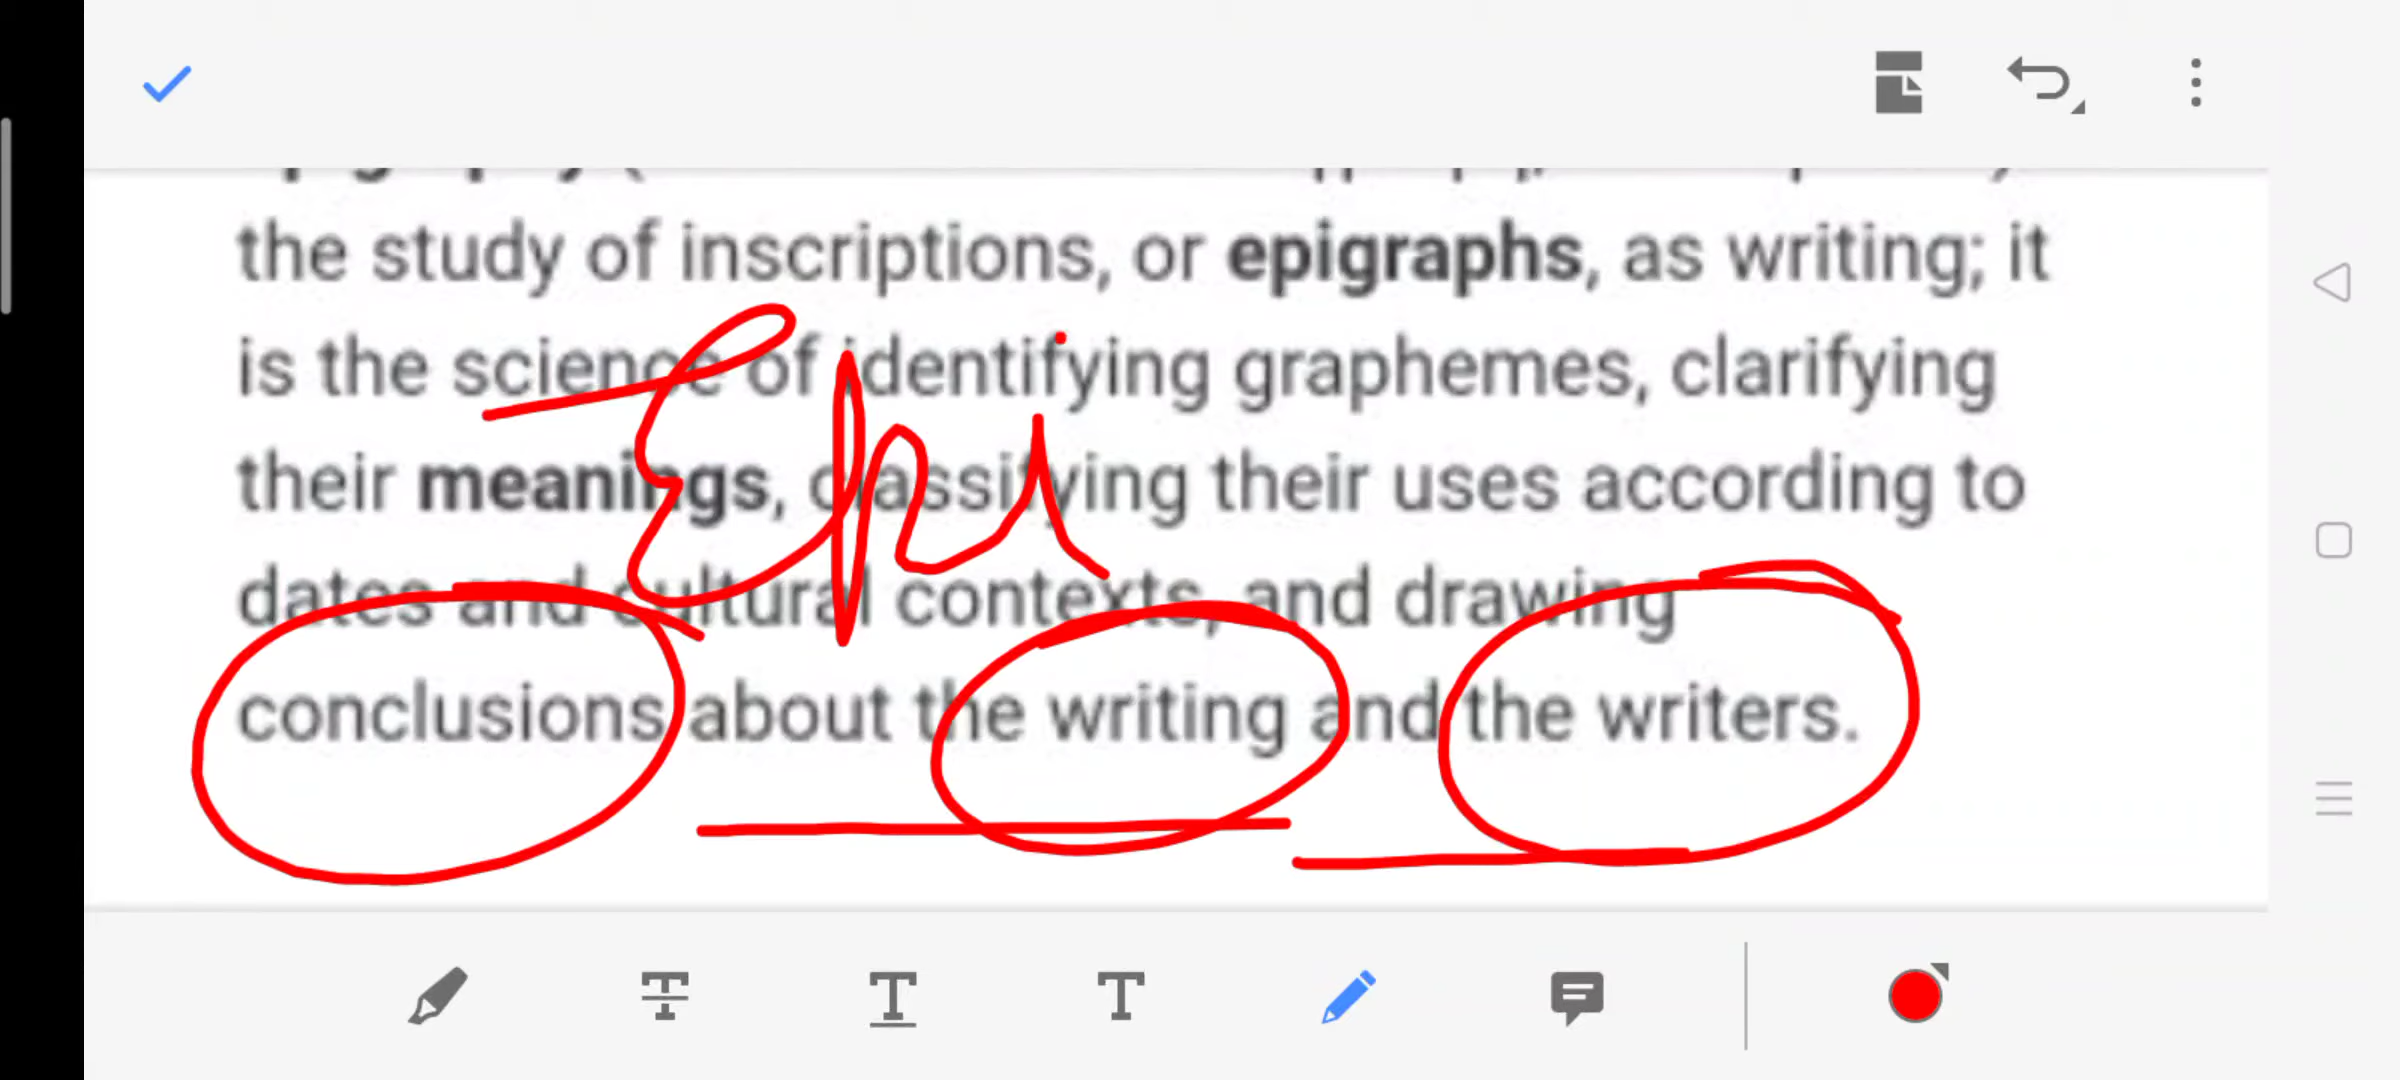 the study of inscriptions, or epigraphs, as writing; it
is the science of identifying graphemes, clarifying
their meanings, classifying their uses according to
dates and cultural contexts, and drawing
conclusions about the writing and the writers.
Epi